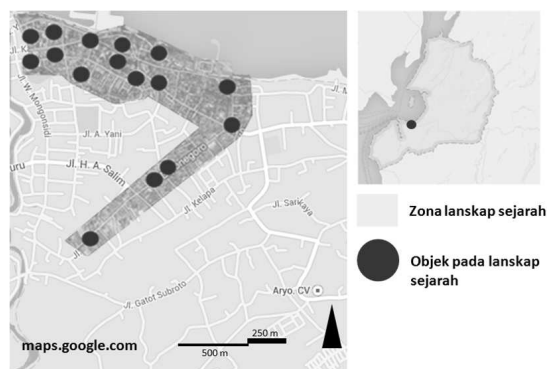 Jl. W. Mongonsidi
Jl. A. Yani
Jl. H. A. Salim
Jl. Kelapa
Jl. Sarikaya
Jl. Gatot Subroto
Aryo. CV
maps.google.com
250 m
500 m
Zona lanskap sejarah
Objek pada lanskap
sejarah